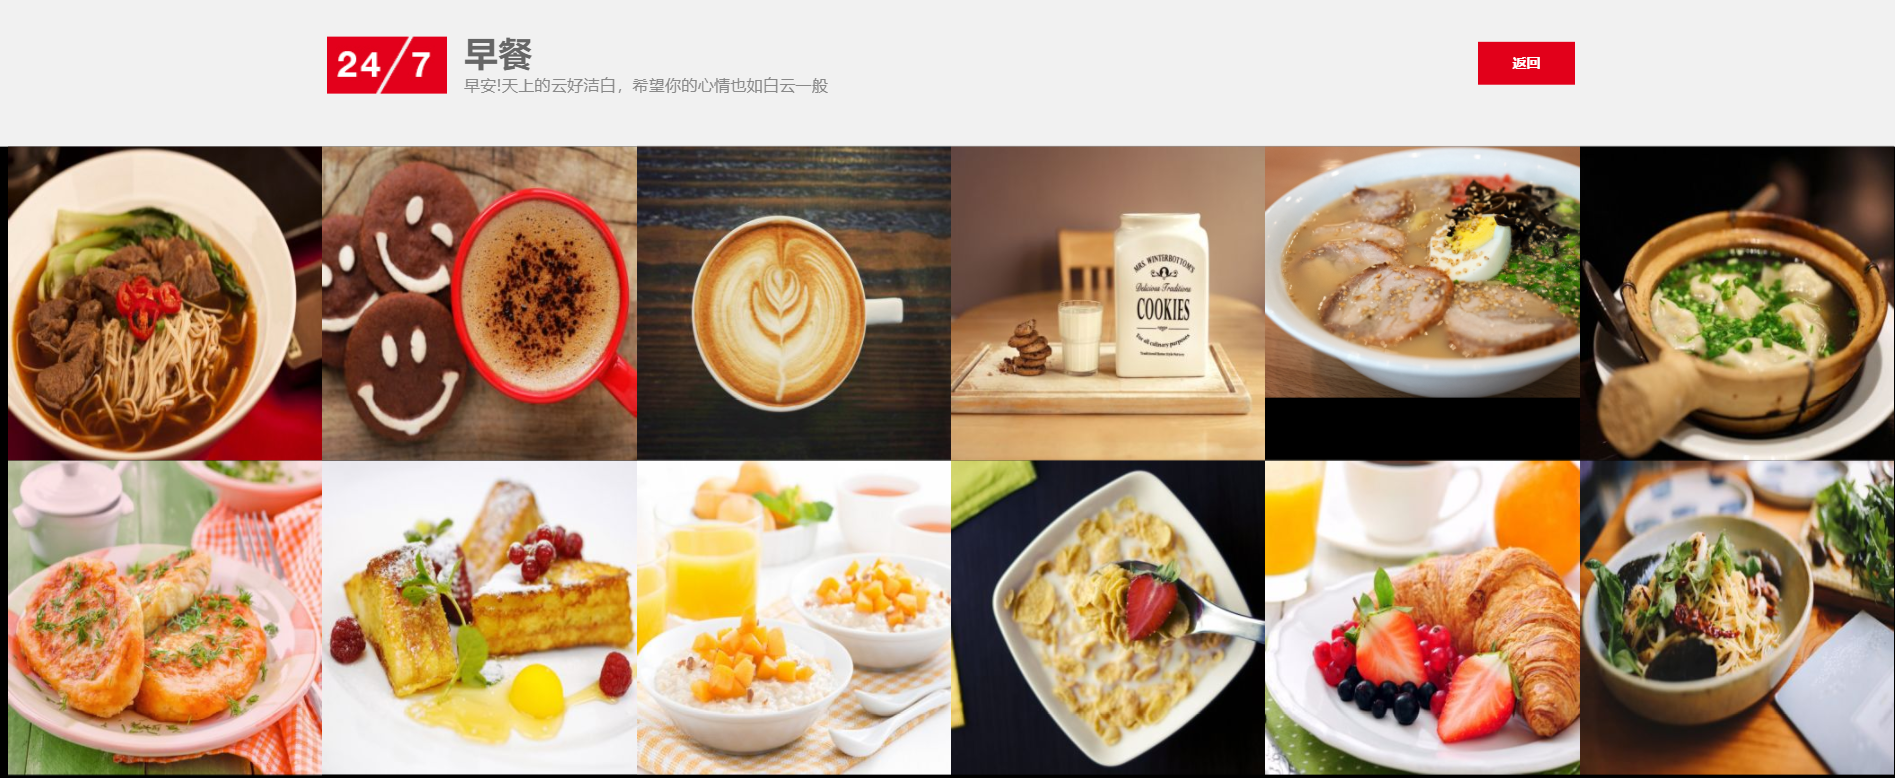 24/7
早餐
早安!天上的云好洁白，希望你的心情也如白云一般
返回
MRS. WINTERBOTTOM'S
Delicious Traditions
COOKIES
For all culinary purposes